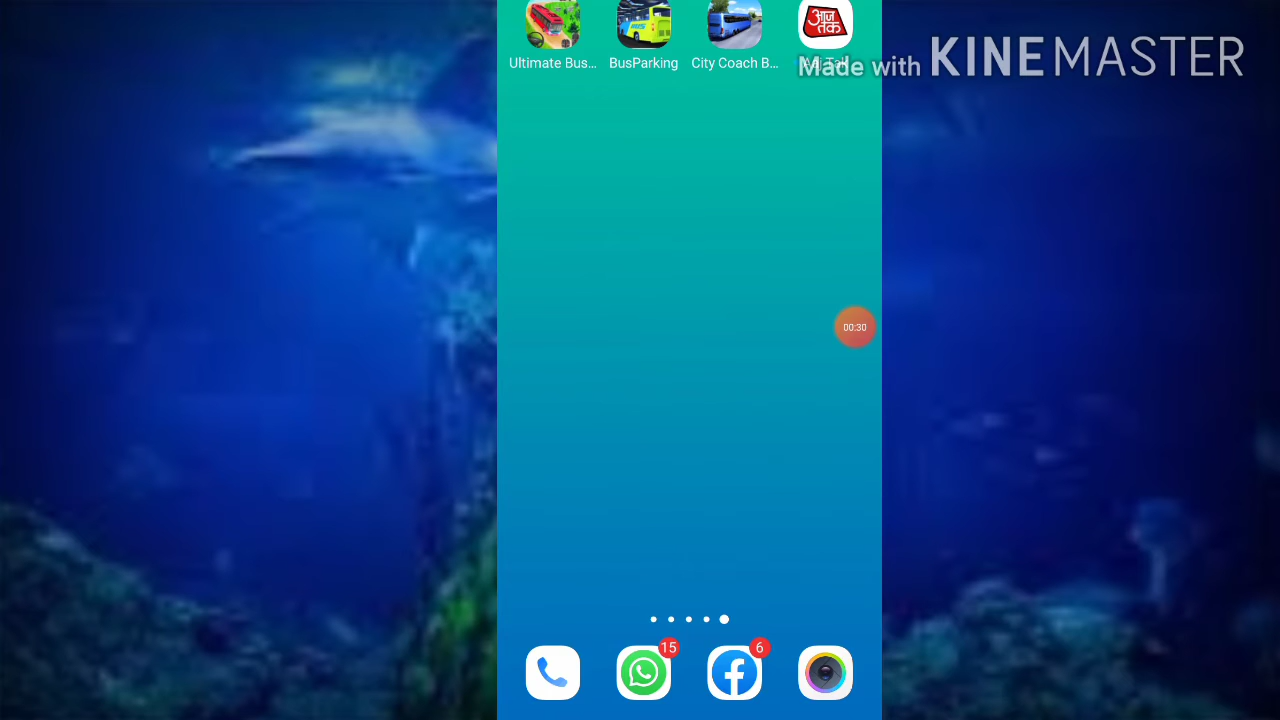 आज
तक
Ultimate Bus...
BusParking
City Coach B...
Made with KINEMASTER
00:30
15
6